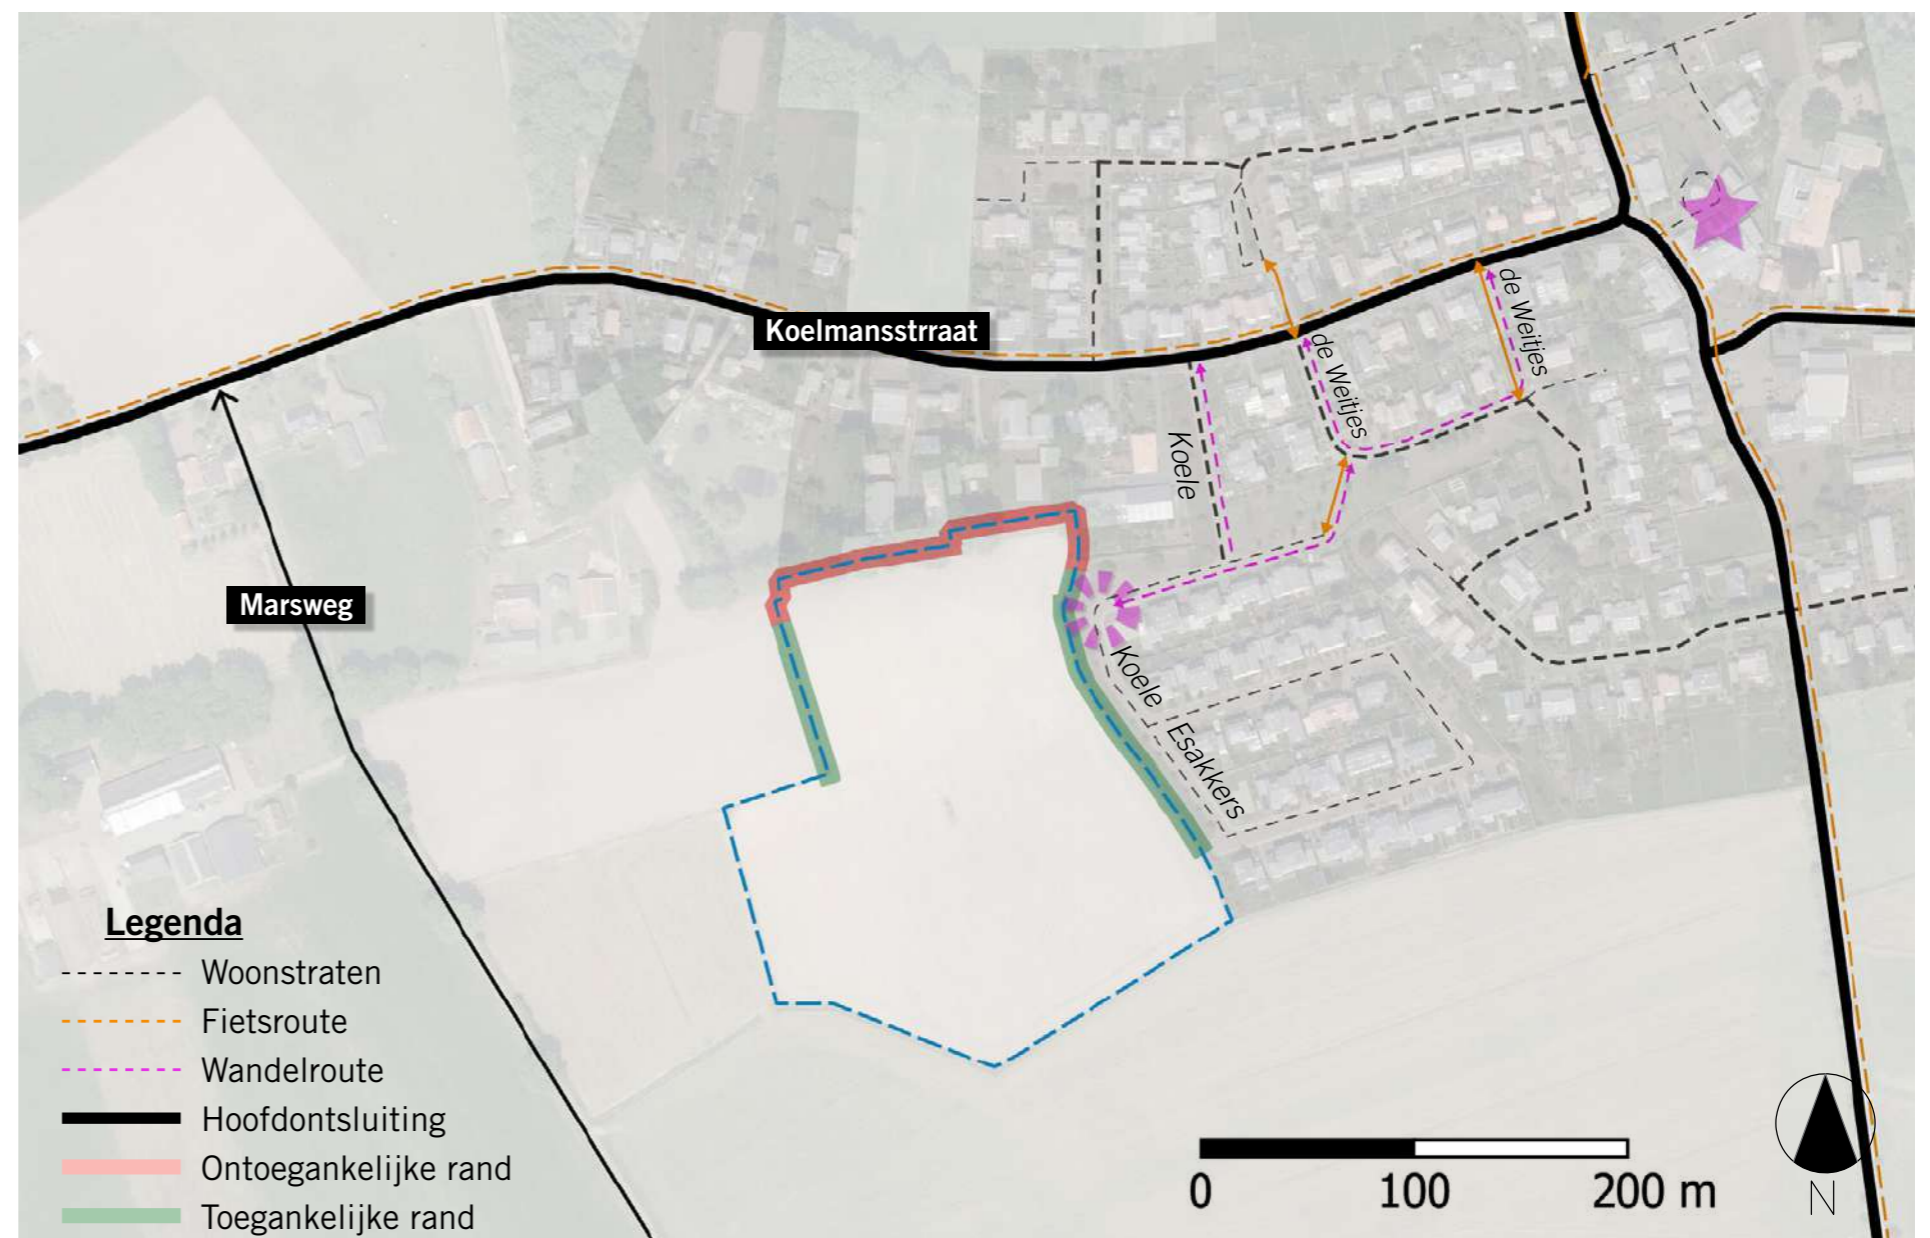 de Weitjes
Koelmansstrraat
de Weitjes
Koele
Marsweg
Koele
Esakkers
Legenda
Woonstraten
Fietsroute
Wandelroute
Hoofdontsluiting
Ontoegankelijke rand
Toegankelijke rand
0 100 200 m
N